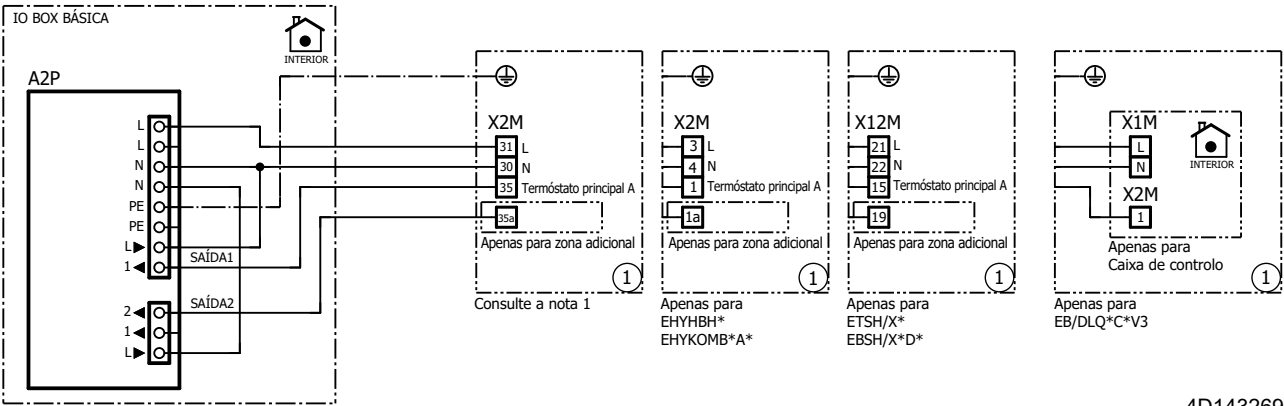 IO BOX BÁSICA
INTERIOR
A2P
L
L
N
N
PE
PE
L
1
SAÍDA1
2
SAÍDA2
1
L
X2M
31 L
30 N
35 Termóstato principal A
35a
Apenas para zona adicional
1
Consulte a nota 1
X2M
3 L
4 N
1 Termóstato principal A
1a
Apenas para zona adicional
1
Apenas para
EHYHBH*
EHYKOMB*A*
X12M
21 L
22 N
15 Termóstato principal A
19
Apenas para zona adicional
1
Apenas para
ETSH/X*
EBSH/X*D*
X1M
L
N
INTERIOR
X2M
1
Apenas para
Caixa de controlo
1
Apenas para
EB/DLQ*C*V3
4D143269